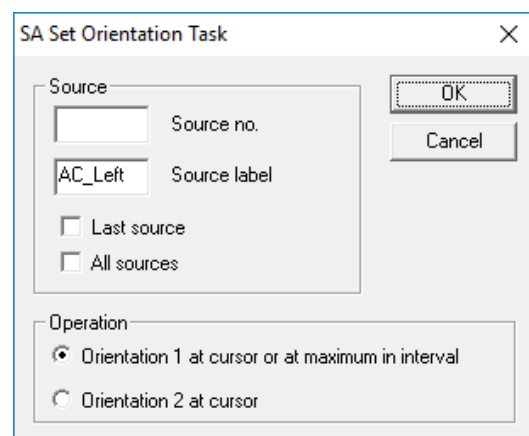 SA Set Orientation Task
Source
Source no.
AC_Left Source label
Last source
All sources
OK
Cancel
Operation
Orientation 1 at cursor or at maximum in interval
Orientation 2 at cursor